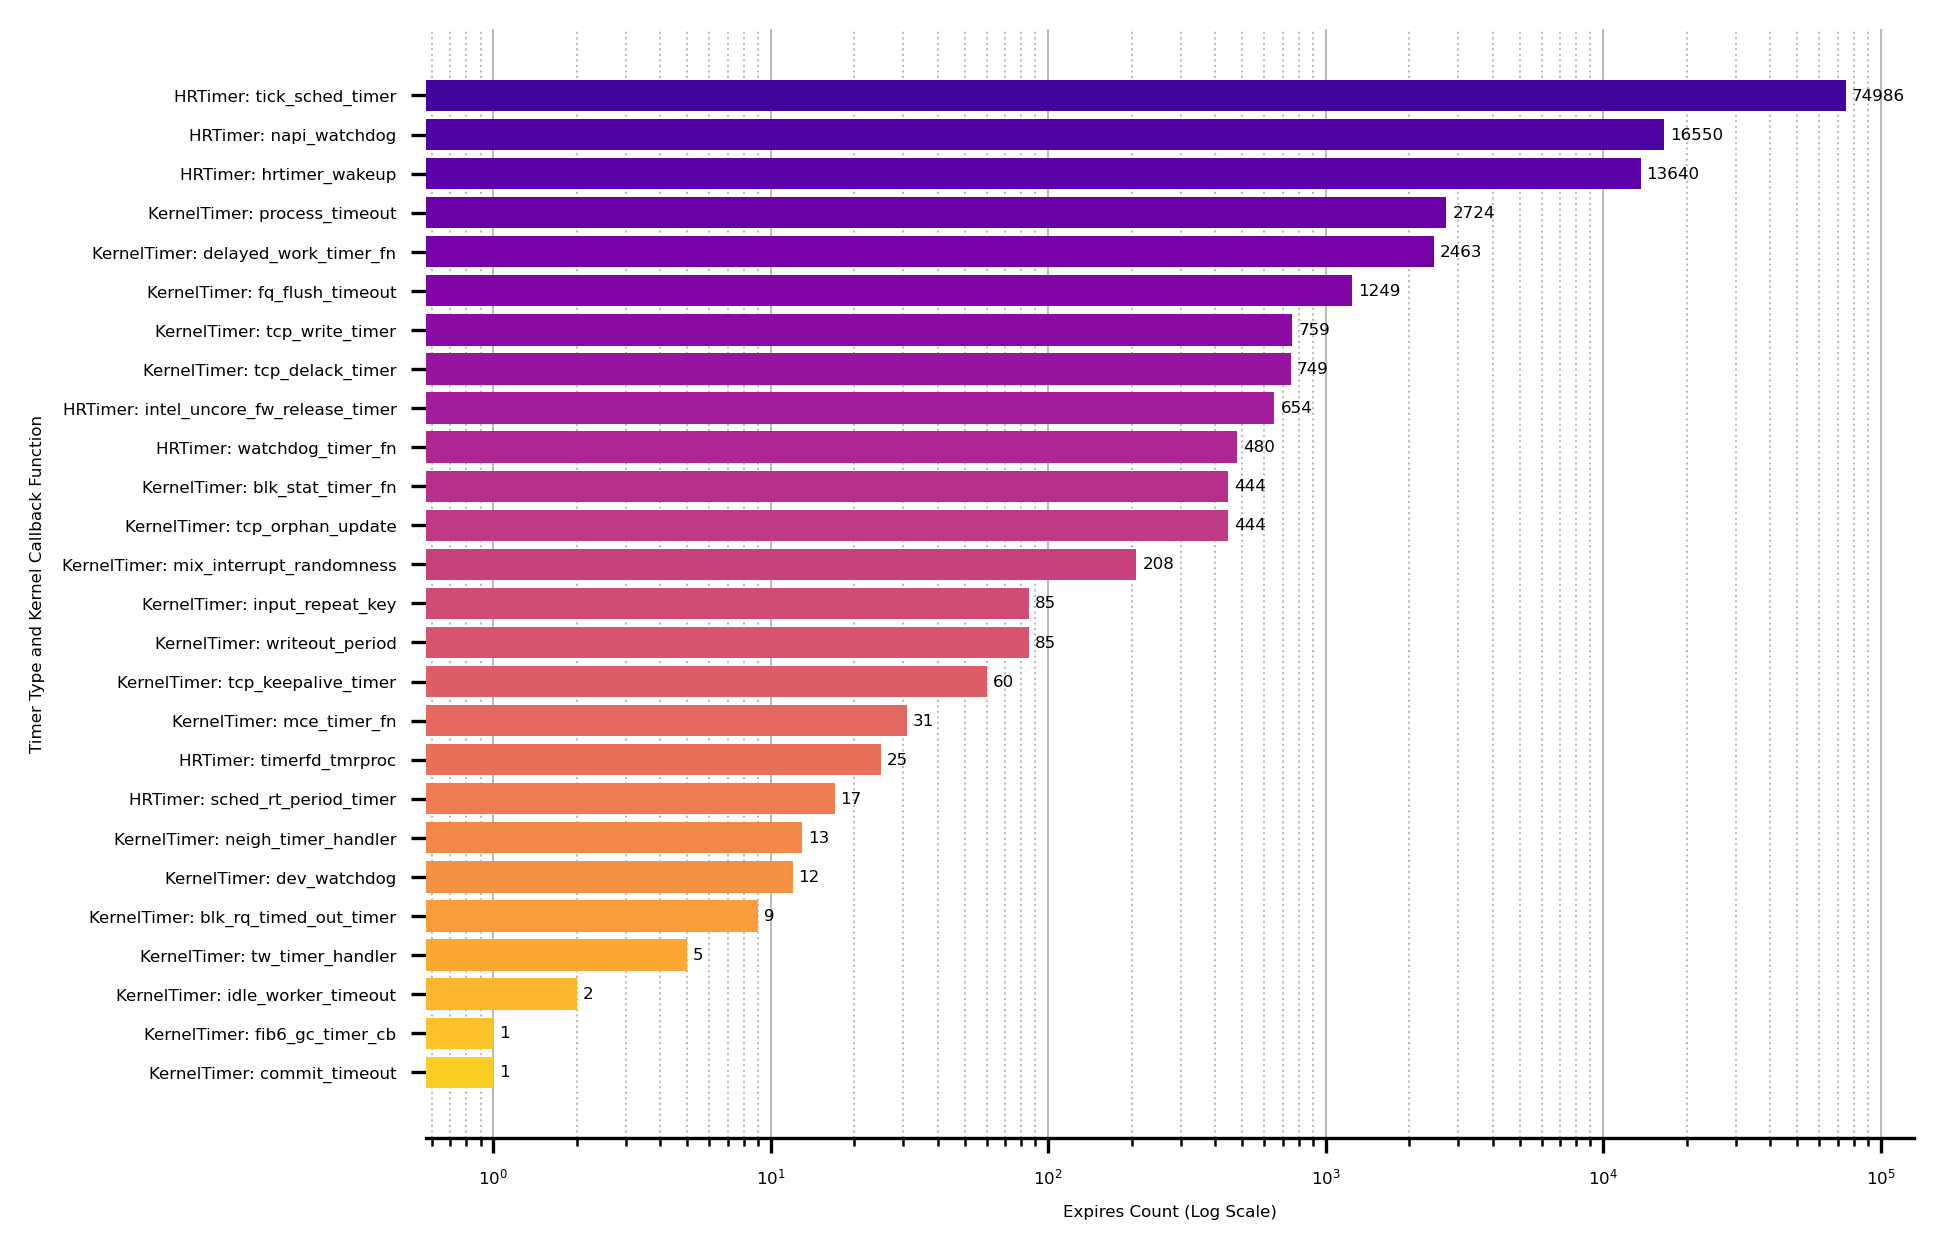 HRTimer: tick_sched_timer 74986
HRTimer: napi_watchdog 16550
HRTimer: hrtimer_wakeup 13640
KernelTimer: process_timeout 2724
KernelTimer: delayed_work_timer_fn 2463
KernelTimer: fq_flush_timeout 1249
KernelTimer: tcp_write_timer 759
KernelTimer: tcp_delack_timer 749
HRTimer: intel_uncore_fw_release_timer 654
HRTimer: watchdog_timer_fn 480
KernelTimer: blk_stat_timer_fn 444
KernelTimer: tcp_orphan_update 444
KernelTimer: mix_interrupt_randomness 208
KernelTimer: input_repeat_key 85
KernelTimer: writeout_period 85
KernelTimer: tcp_keepalive_timer 60
KernelTimer: mce_timer_fn 31
HRTimer: timerfd_tmrproc 25
HRTimer: sched_rt_period_timer 17
KernelTimer: neigh_timer_handler 13
KernelTimer: dev_watchdog 12
KernelTimer: blk_rq_timed_out_timer 9
KernelTimer: tw_timer_handler 5
KernelTimer: idle_worker_timeout 2
KernelTimer: fib6_gc_timer_cb 1
KernelTimer: commit_timeout 1
Timer Type and Kernel Callback Function
10⁰ 10¹ 10² 10³ 10⁴ 10⁵
Expires Count (Log Scale)